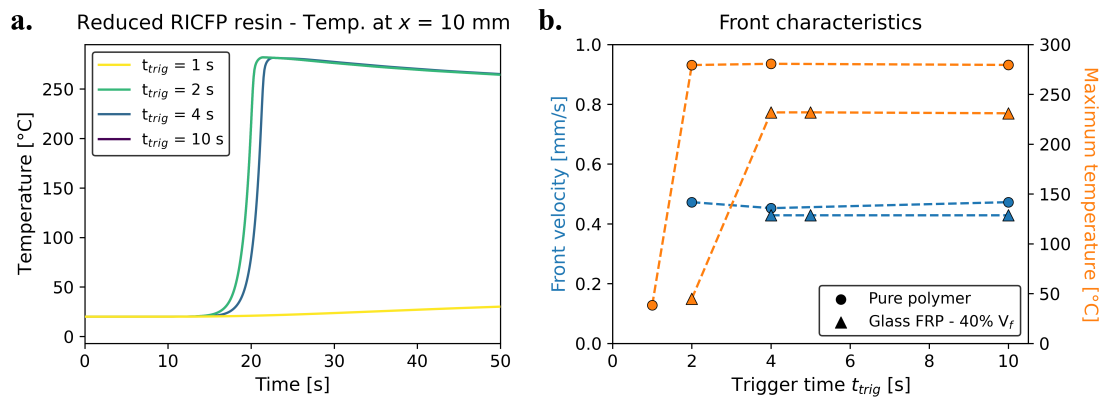 a.
Reduced RICFP resin - Temp. at x = 10 mm
t_trig = 1 s
t_trig = 2 s
t_trig = 4 s
t_trig = 10 s
Temperature [°C]
250
200
150
100
50
0
0 10 20 30 40 50
Time [s]
b.
Front characteristics
Front velocity [mm/s]
1.0
0.8
0.6
0.4
0.2
0.0
300
250
200
150
100
50
0
Maximum temperature [°C]
Pure polymer
Glass FRP - 40% V_f
0 2 4 6 8 10
Trigger time t_trig [s]